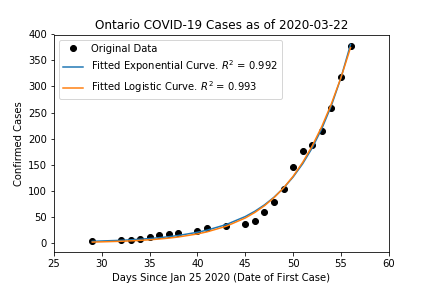 Ontario COVID-19 Cases as of 2020-03-22
Original Data
Fitted Exponential Curve. R² = 0.992
Fitted Logistic Curve. R² = 0.993
Confirmed Cases
400
350
300
250
200
150
100
50
0
25 30 35 40 45 50 55 60
Days Since Jan 25 2020 (Date of First Case)